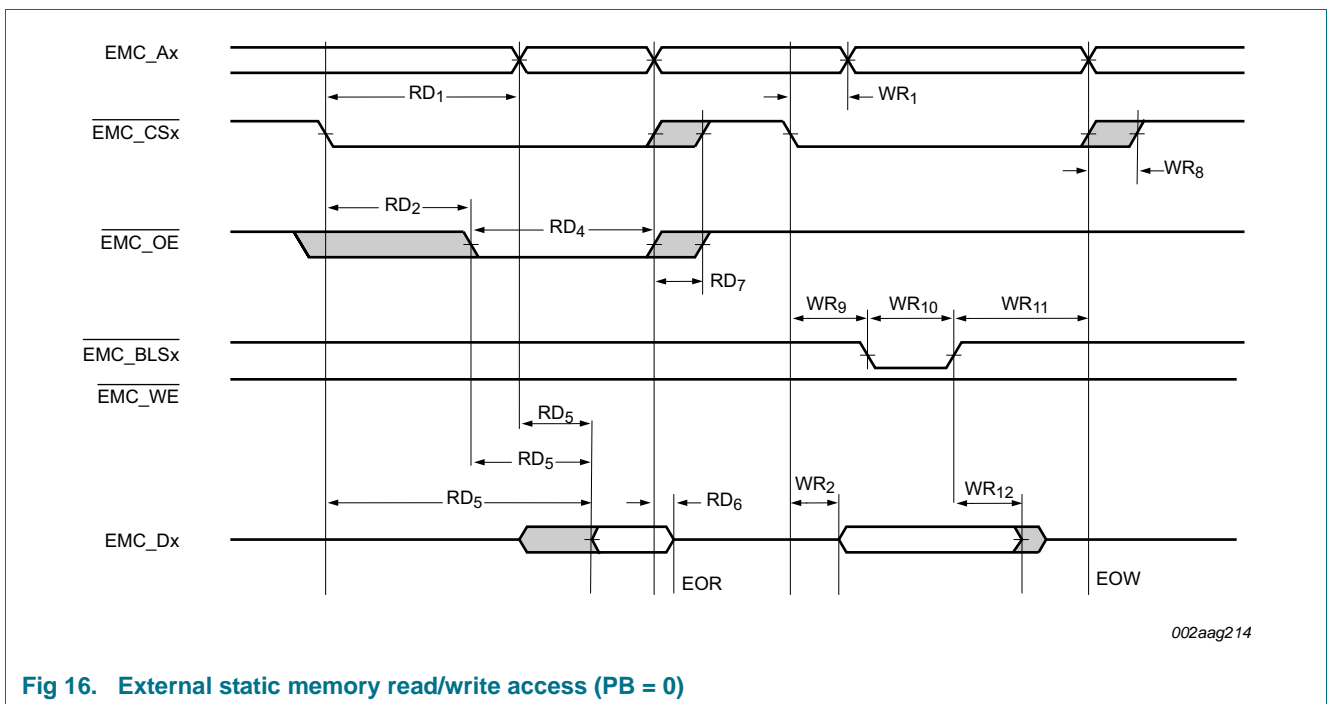 EMC_Ax
RD1
WR1
EMC_CSx
WR8
RD2
RD4
EMC_OE
RD7
WR9
WR10
WR11
EMC_BLSx
EMC_WE
RD5
RD5
RD5
WR2
WR12
RD6
EMC_Dx
EOR
EOW
002aag214
Fig 16. External static memory read/write access (PB = 0)